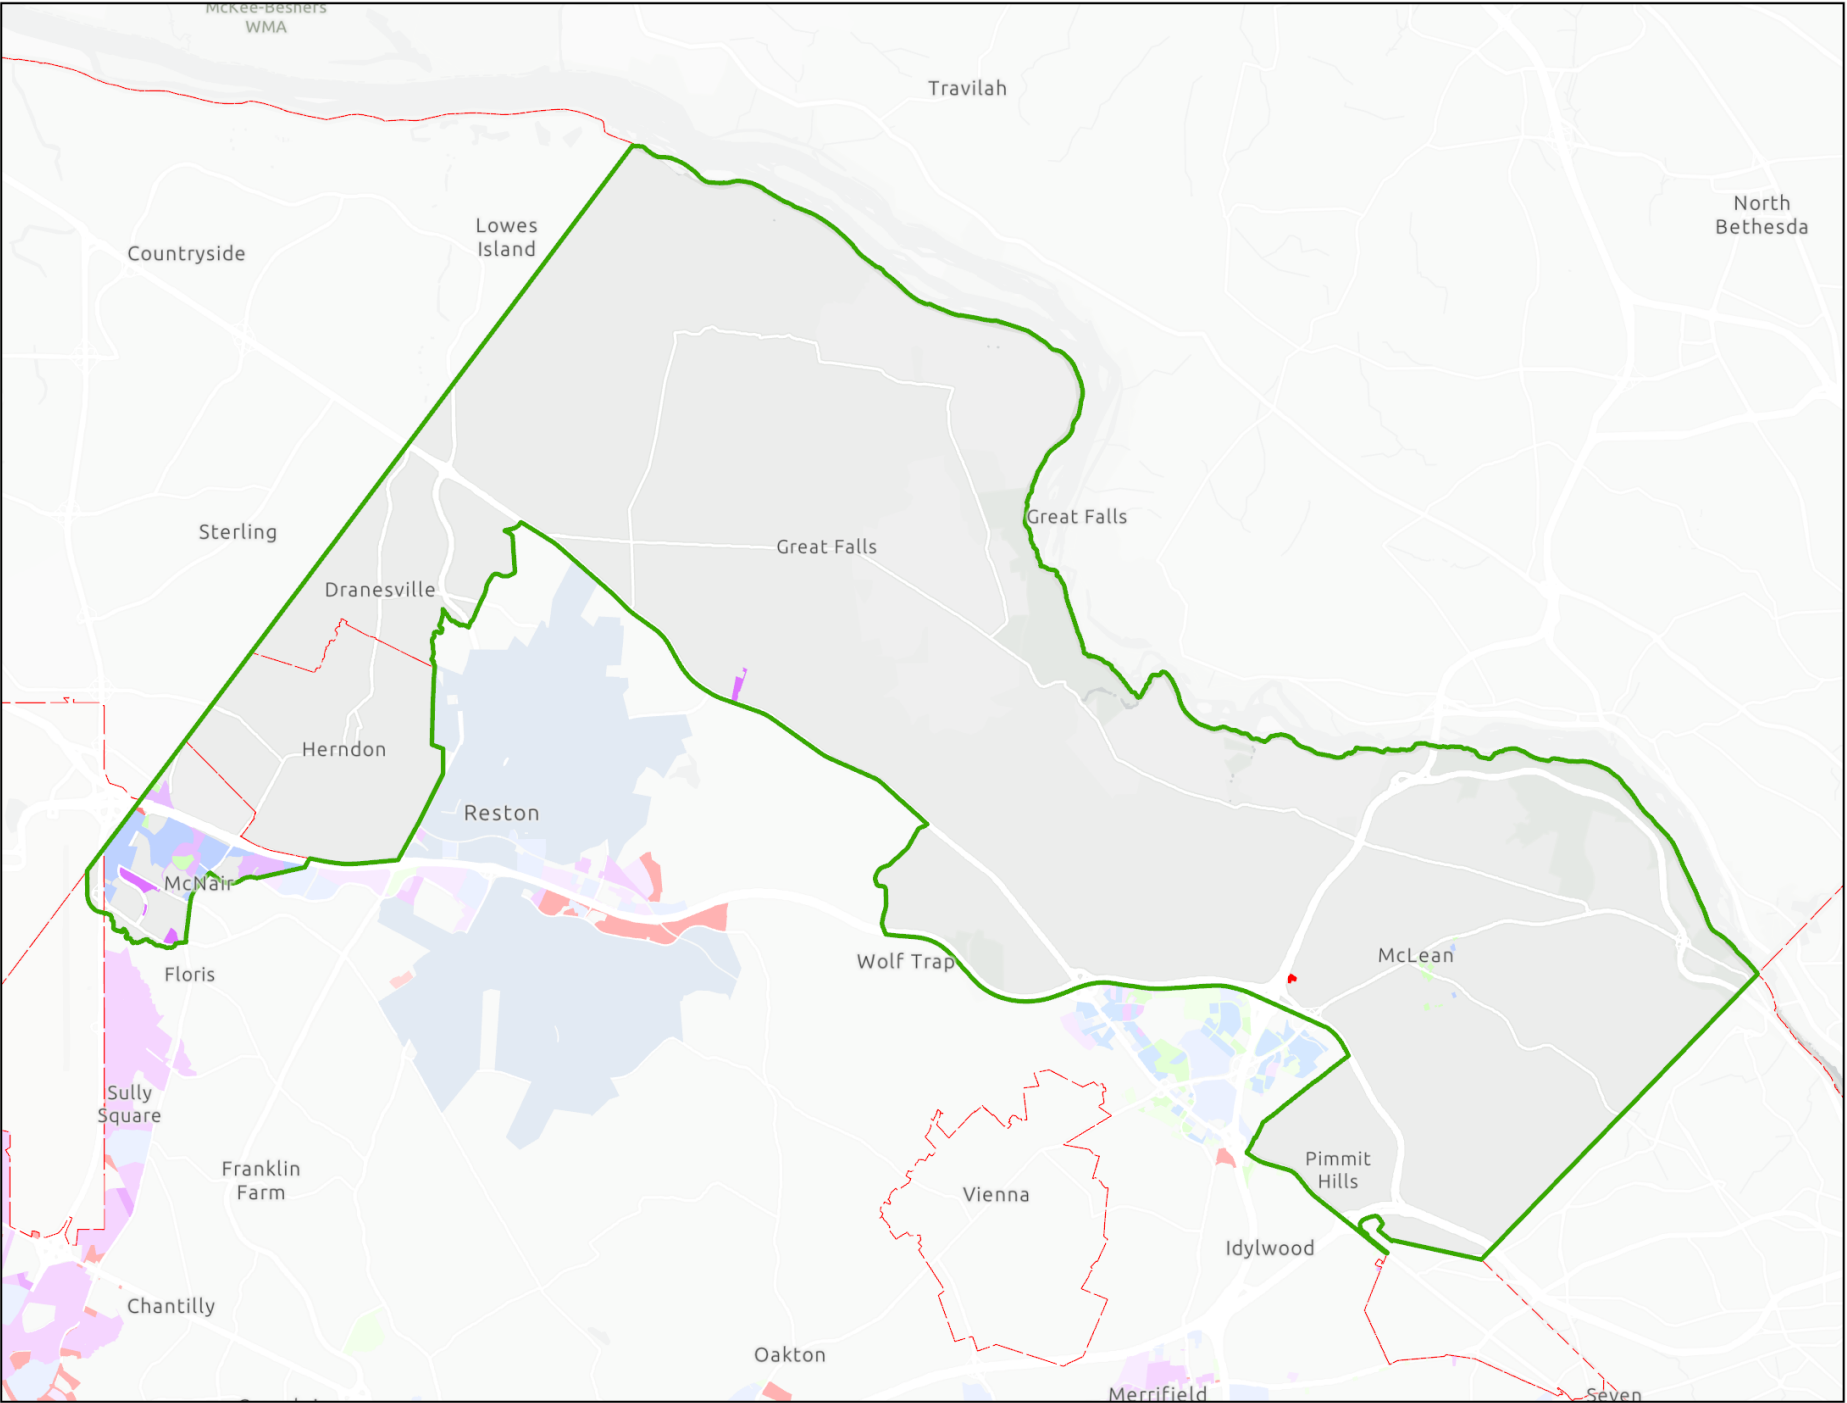 McKee-Beshers
WMA
Travilah
North
Bethesda
Lowes
Island
Countryside
Great Falls
Sterling
Great Falls
Dranesville
Herndon
Reston
McNair
McLean
Wolf Trap
Floris
Sully
Square
Franklin
Farm
Pimmit
Hills
Vienna
Idylwood
Chantilly
Oakton
Merrifield
Seven